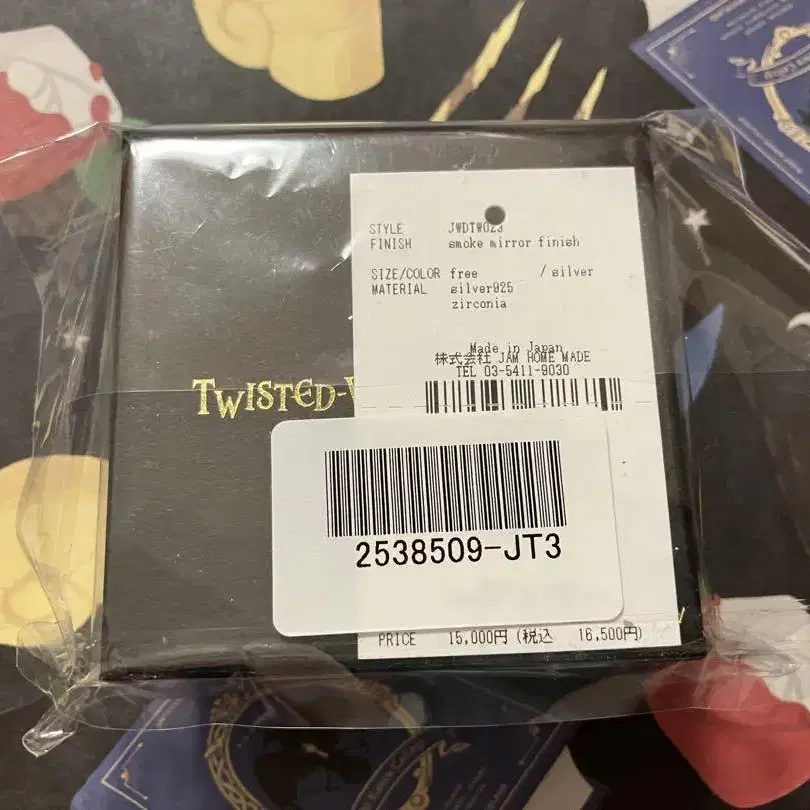 STYLE JWDTW023
FINISH smoke mirror finish
SIZE/COLOR free / silver
MATERIAL silver925
zirconia
Made in Japan
株式会社 JAM HOME MADE
TEL 03-5411-9030
TWISTED-W
2538509-JT3
PRICE 15,000円 (税込 16,500円)